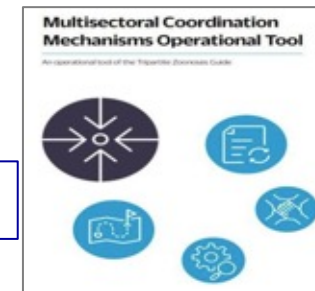 Multisectoral Coordination
Mechanisms Operational Tool
An operational tool of the Tripartite Zoonoses Guide